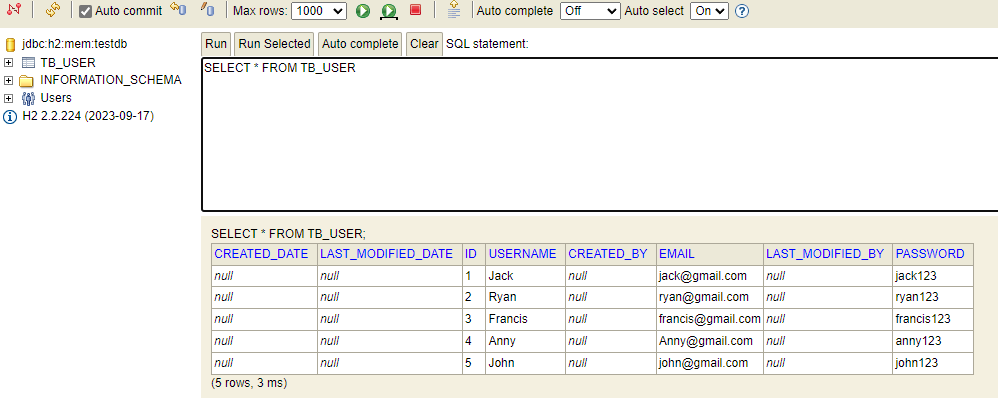 Auto commit Max rows: 1000 Auto complete Off Auto select On ?
jdbc:h2:mem:testdb
TB_USER
INFORMATION_SCHEMA
Users
H2 2.2.224 (2023-09-17)
Run Run Selected Auto complete Clear SQL statement:
SELECT * FROM TB_USER
SELECT * FROM TB_USER;
CREATED_DATE LAST_MODIFIED_DATE ID USERNAME CREATED_BY EMAIL LAST_MODIFIED_BY PASSWORD
null null 1 Jack null jack@gmail.com null jack123
null null 2 Ryan null ryan@gmail.com null ryan123
null null 3 Francis null francis@gmail.com null francis123
null null 4 Anny null Anny@gmail.com null anny123
null null 5 John null john@gmail.com null john123
(5 rows, 3 ms)